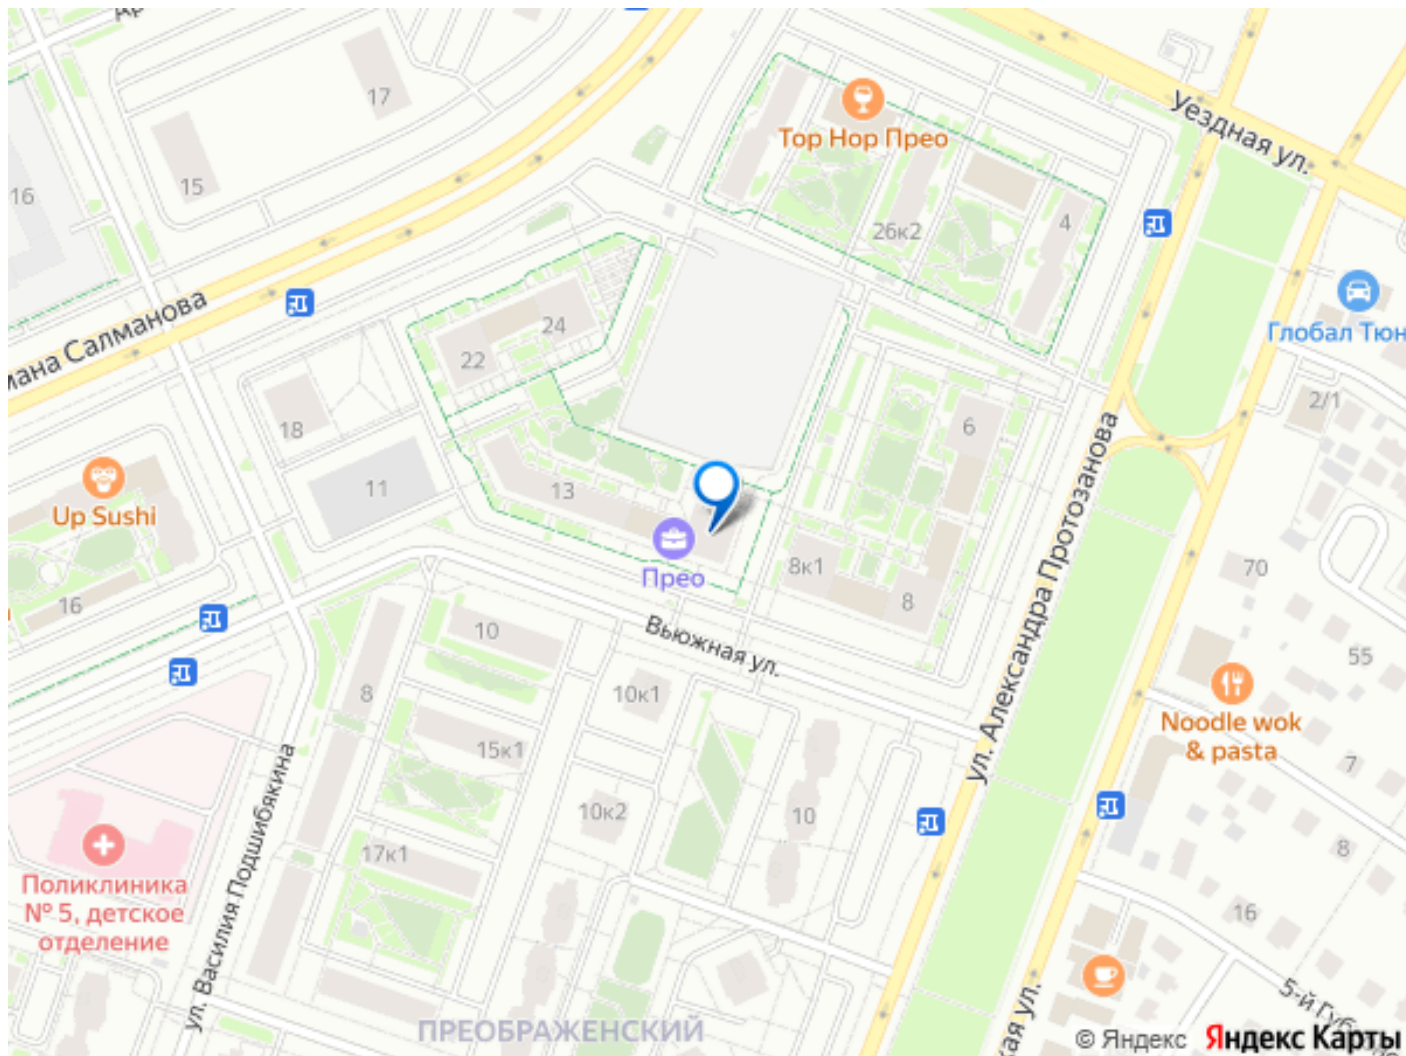 17
Top Hop Прео
Уездная ул.
15
16
26к2
4
Глобал Тюн
24
22
2/1
18
6
11
13
Up Sushi
ул. Александра Протозанова
8к1
8
70
Прео
16
10
Вьюжная ул.
55
8
10к1
Noodle wok
& pasta
15к1
7
10к2
10
17к1
8
Поликлиника
№ 5, детское
отделение
ул. Василия Подшибякина
16
ПРЕОБРАЖЕНСКИЙ
© Яндекс Яндекс Карты